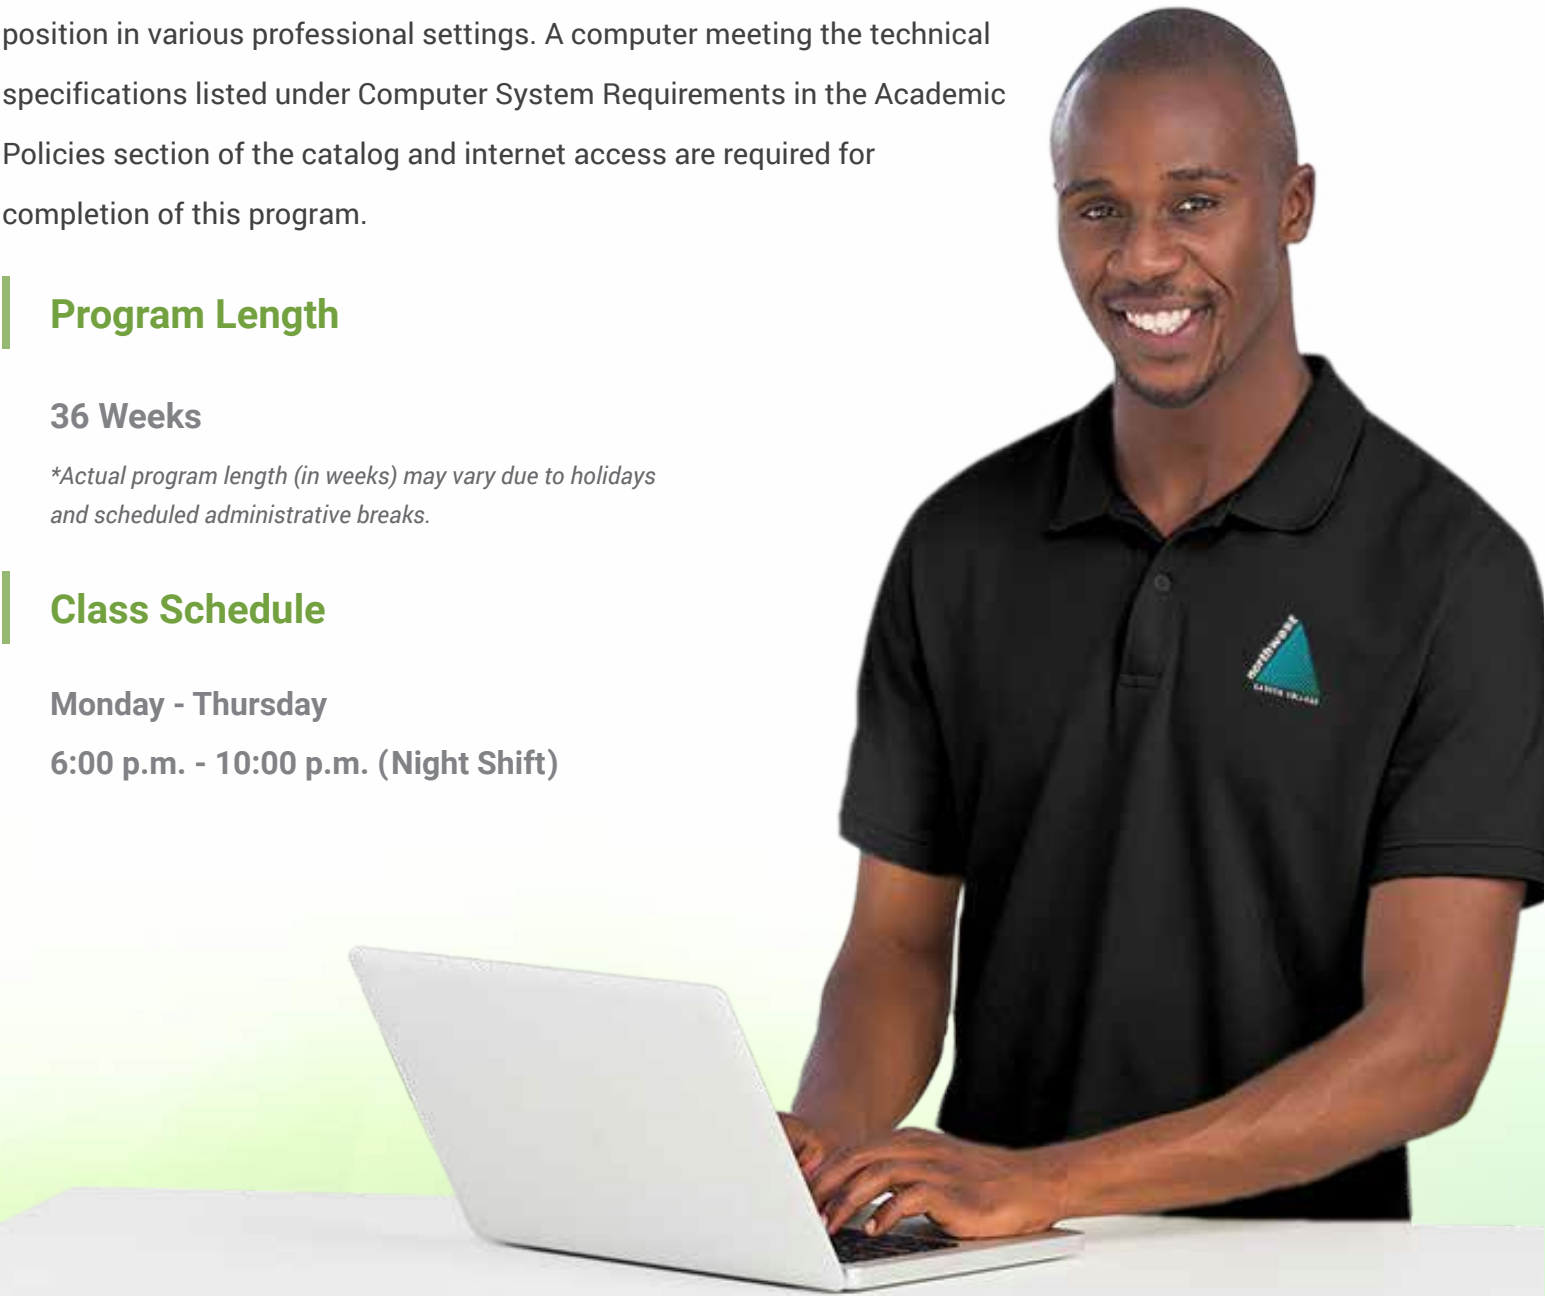 position in various professional settings. A computer meeting the technical
specifications listed under Computer System Requirements in the Academic
Policies section of the catalog and internet access are required for
completion of this program.
Program Length
36 Weeks
*Actual program length (in weeks) may vary due to holidays
and scheduled administrative breaks.
Class Schedule
Monday - Thursday
6:00 p.m. - 10:00 p.m. (Night Shift)
northwest
CAREER COLLEGE